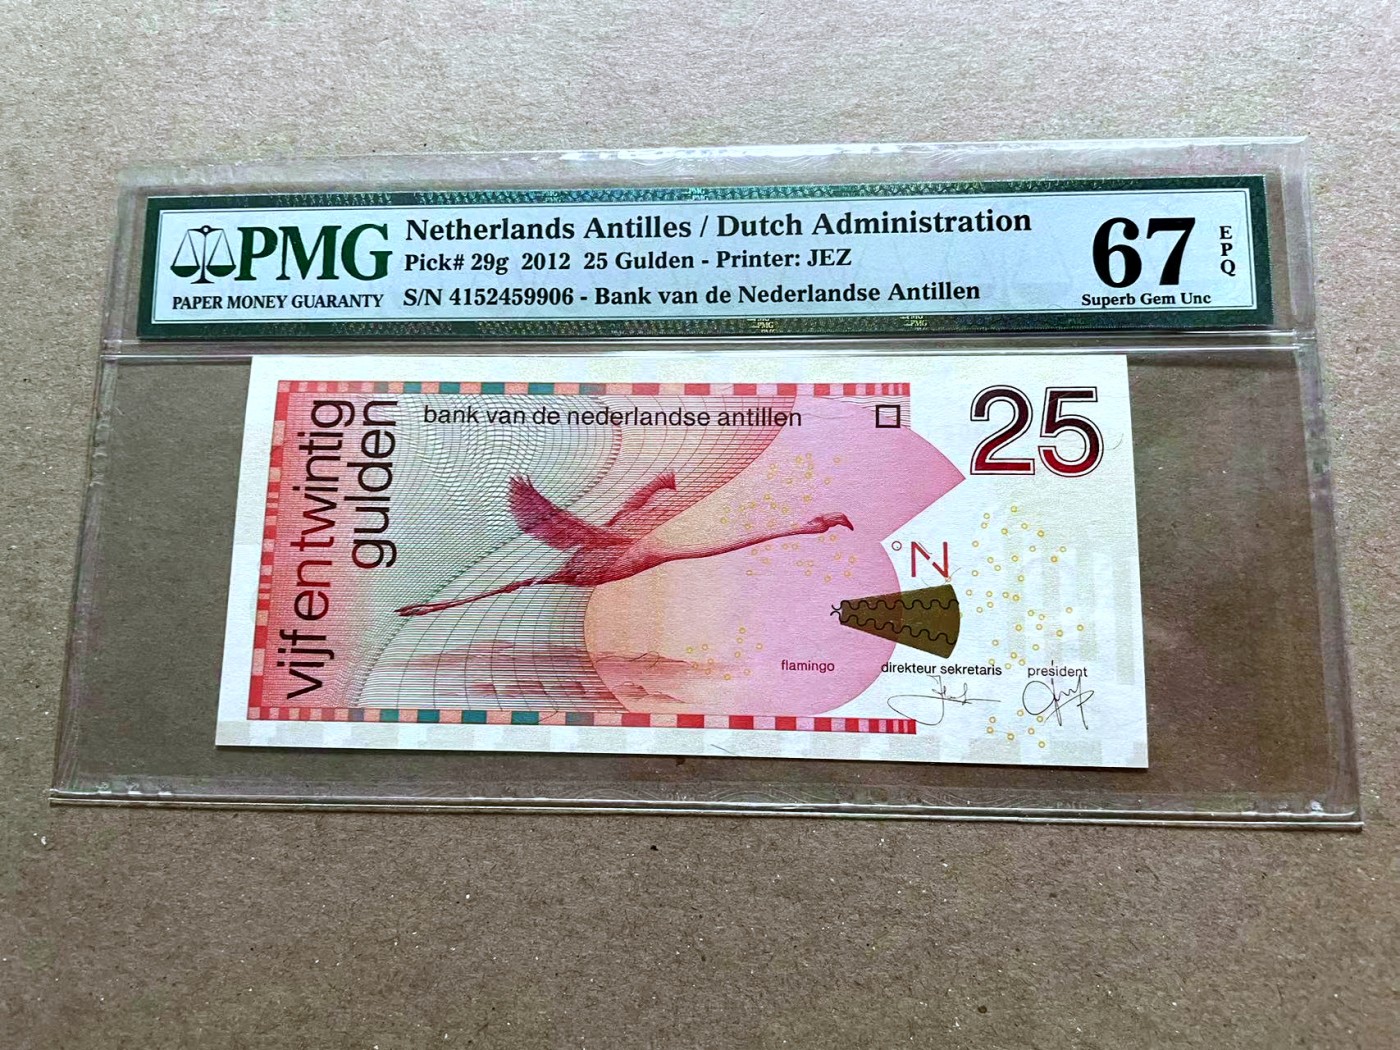 PMG
PAPER MONEY GUARANTY
Netherlands Antilles / Dutch Administration
Pick# 29g 2012 25 Gulden - Printer: JEZ
S/N 4152459906 - Bank van de Nederlandse Antillen
67
EPQ
Superb Gem Unc
vijfentwintig
gulden
bank van de nederlandse antillen
25
N
flamingo
direkteur sekretaris
president